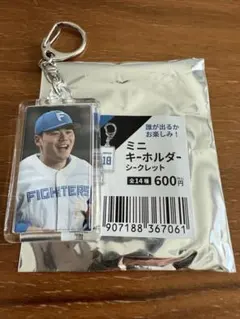 誰が出るか
お楽しみ！
ミニ
キーホルダー
シークレット
全14種 600円
907188 367061
F
FIGHTERS
18